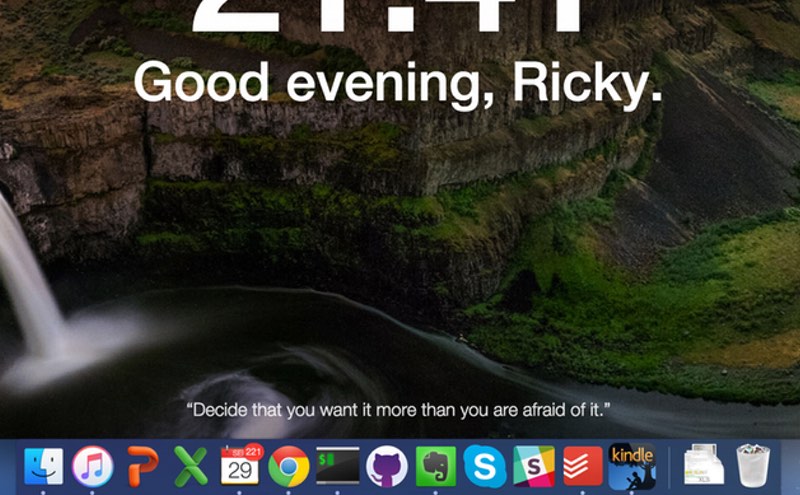 21:41
Good evening, Ricky.
“Decide that you want it more than you are afraid of it.”
221
29
$
S
S
kindle